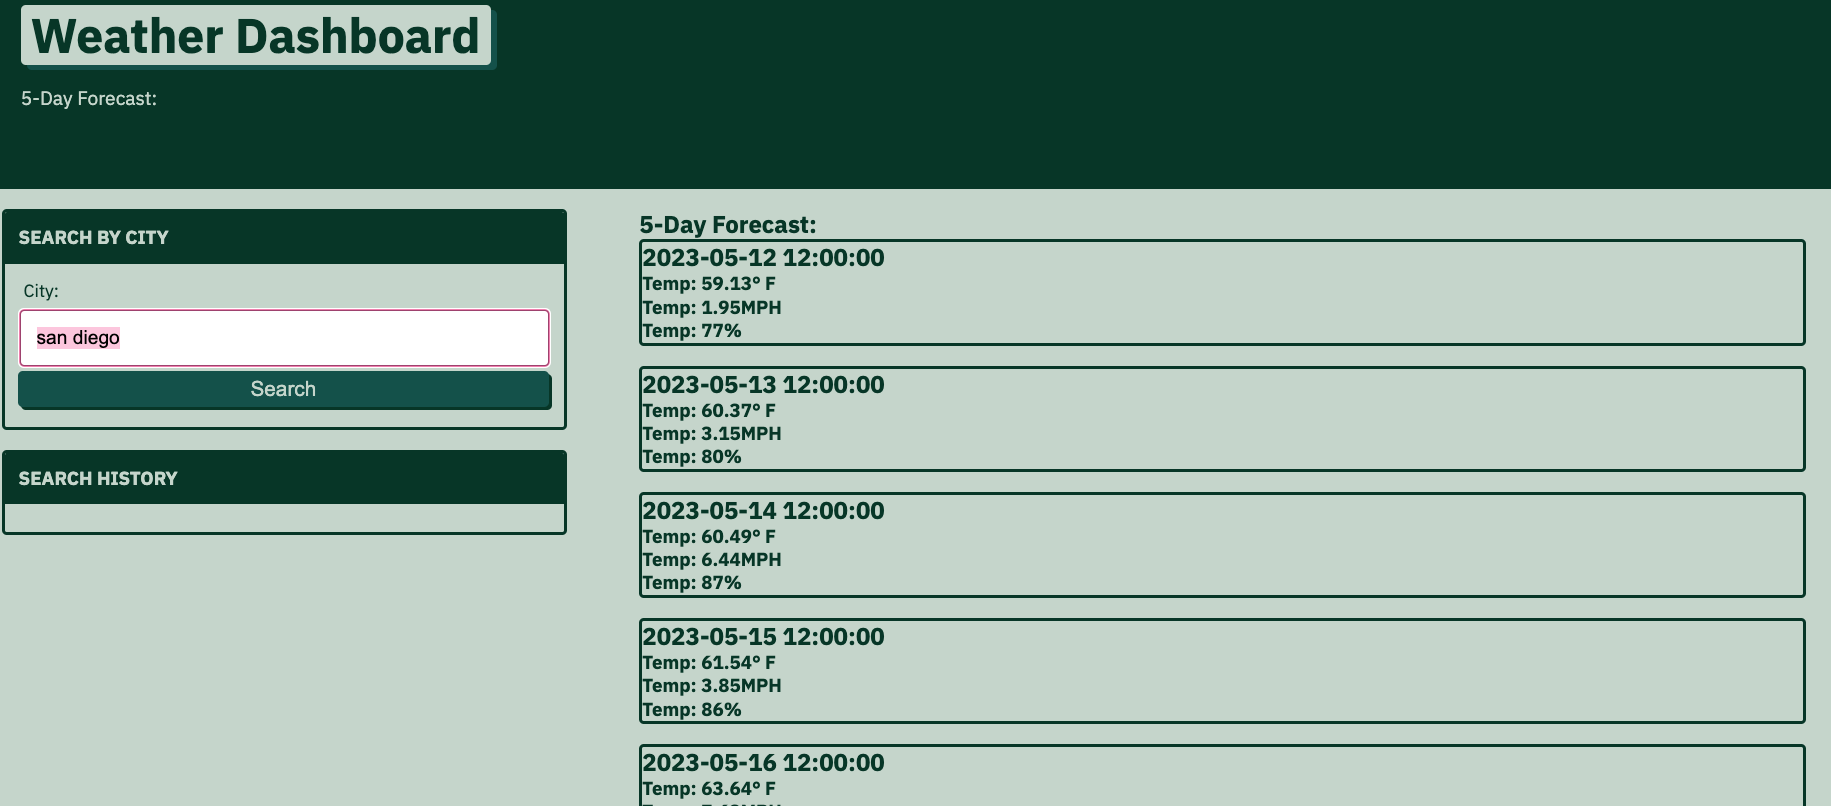 Weather Dashboard
5-Day Forecast:
SEARCH BY CITY
City:
san diego
Search
SEARCH HISTORY
5-Day Forecast:
2023-05-12 12:00:00
Temp: 59.13° F
Temp: 1.95MPH
Temp: 77%
2023-05-13 12:00:00
Temp: 60.37° F
Temp: 3.15MPH
Temp: 80%
2023-05-14 12:00:00
Temp: 60.49° F
Temp: 6.44MPH
Temp: 87%
2023-05-15 12:00:00
Temp: 61.54° F
Temp: 3.85MPH
Temp: 86%
2023-05-16 12:00:00
Temp: 63.64° F